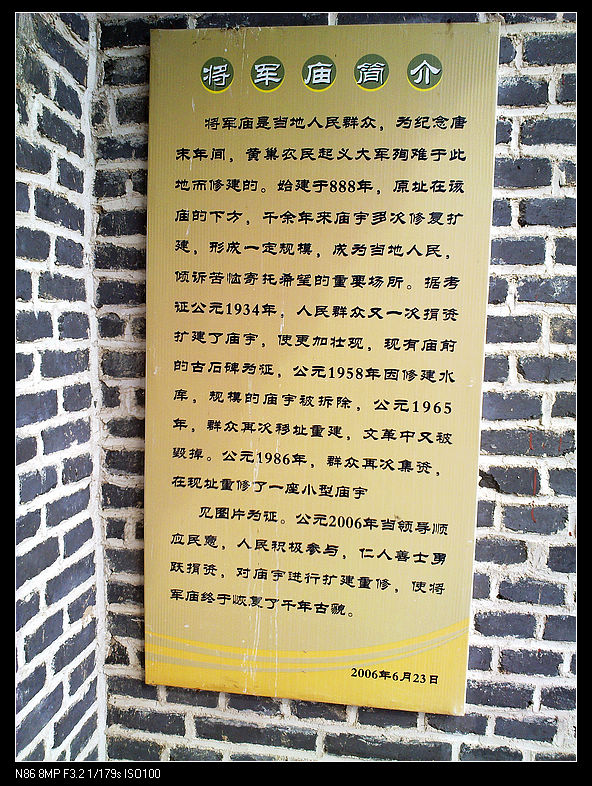 将军庙简介
将军庙是当地人民群众，为纪念唐
末年间，黄巢农民起义大军殉难于此
地而修建的。始建于888年，原址在该
庙的下方，千余年来庙宇多次修复扩
建，形成一定规模，成为当地人民，
倾诉苦恼寄托希望的重要场所。据考
证公元1934年，人民群众又一次捐资
扩建了庙宇，使更加壮观，现有庙前
的古石碑为证，公元1958年因修建水
库，规模的庙宇被拆除，公元1965
年，群众再次移址重建，文革中又被
毁掉。公元1986年，群众再次集资，
在现址重修了一座小型庙宇
见图片为证。公元2006年当领导顺
应民意，人民积极参与，仁人善士勇
跃捐资，对庙宇进行扩建重修，使将
军庙终于恢复了千年古貌。
2006年6月23日
N86 8MP F3.2 1/179s ISO100